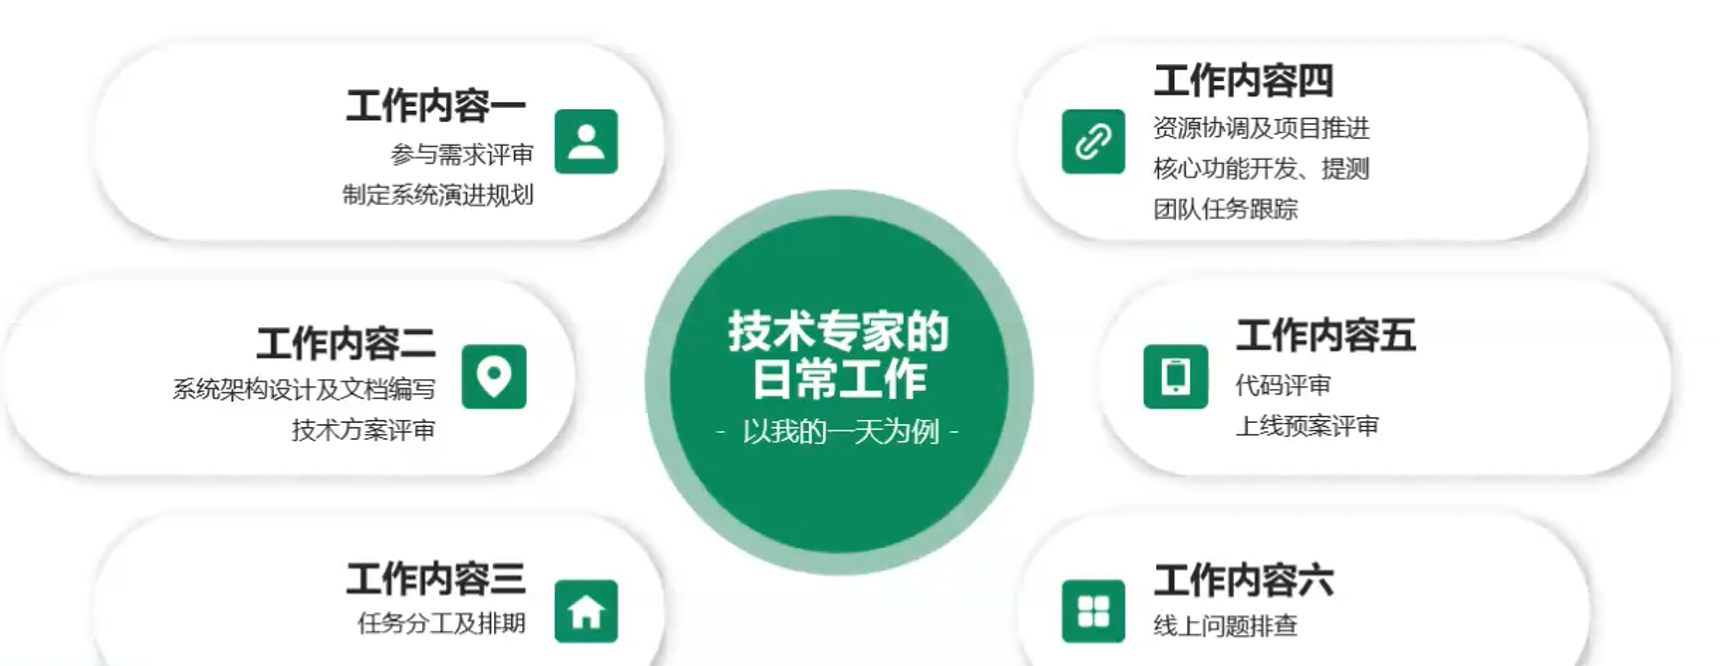 工作内容一
参与需求评审
制定系统演进规划
工作内容二
系统架构设计及文档编写
技术方案评审
工作内容三
任务分工及排期
技术专家的
日常工作
- 以我的一天为例 -
工作内容四
资源协调及项目推进
核心功能开发、提测
团队任务跟踪
工作内容五
代码评审
上线预案评审
工作内容六
线上问题排查